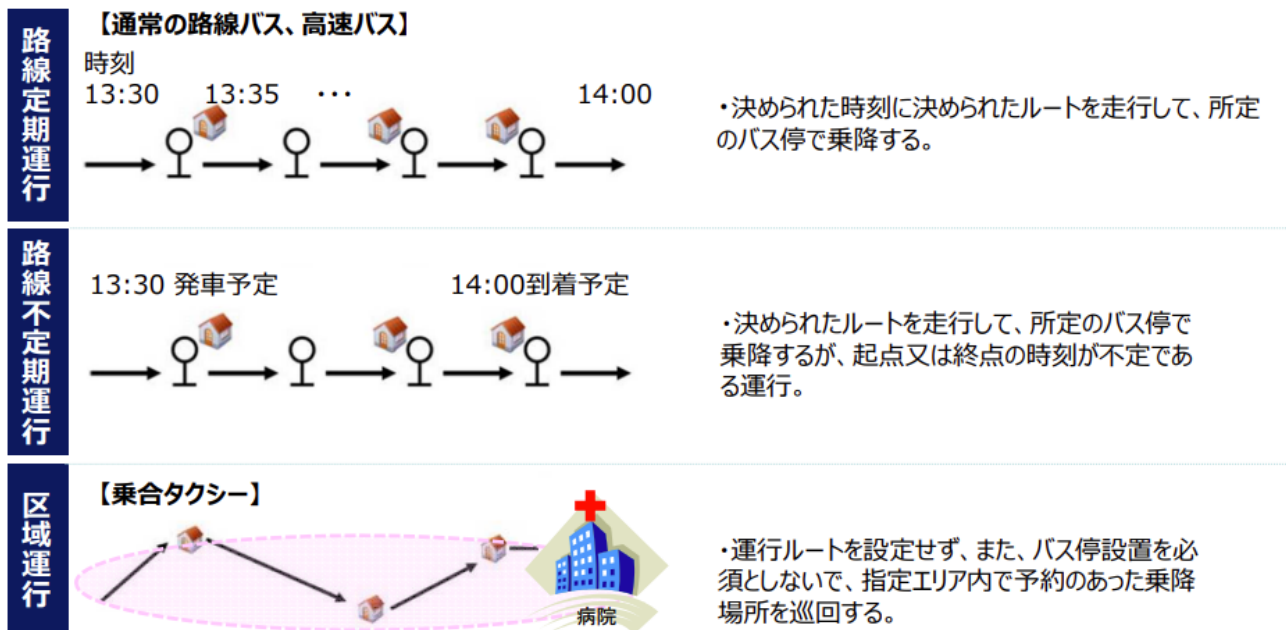 路線定期運行
【通常の路線バス、高速バス】
時刻
13:30 13:35 ・・・ 14:00
・決められた時刻に決められたルートを走行して、所定
のバス停で乗降する。
路線不定期運行
13:30 発車予定 14:00到着予定
・決められたルートを走行して、所定のバス停で
乗降するが、起点又は終点の時刻が不定であ
る運行。
区域運行
【乗合タクシー】
病院
・運行ルートを設定せず、また、バス停設置を必
須としないで、指定エリア内で予約のあった乗降
場所を巡回する。